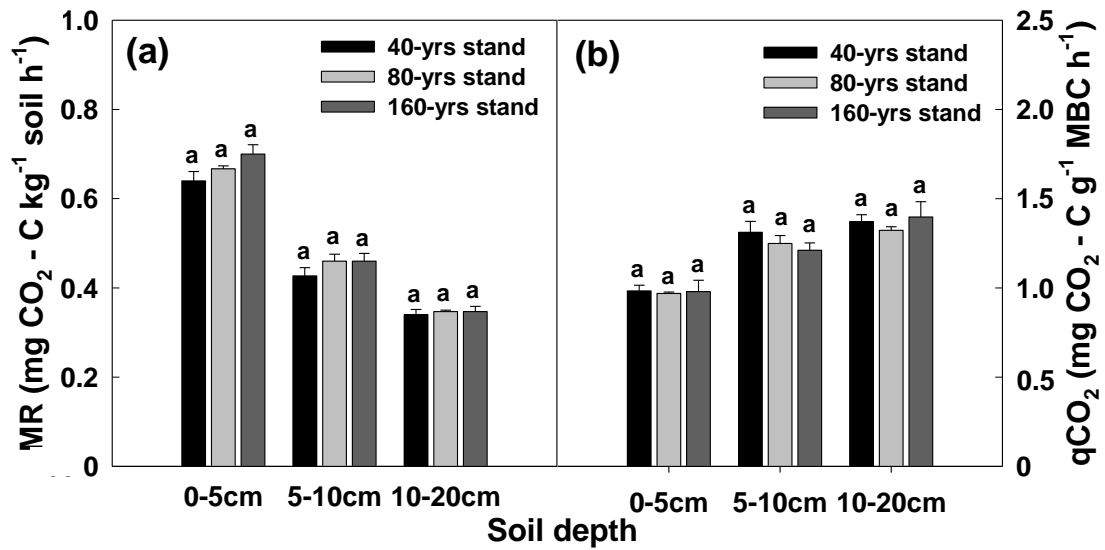 (a)
40-yrs stand
80-yrs stand
160-yrs stand
(b)
40-yrs stand
80-yrs stand
160-yrs stand
MR (mg CO₂ - C kg⁻¹ soil h⁻¹)
1.0
0.8
0.6
0.4
0.2
0
a a a
a a a
a a a
a a a
a a a
a a a
2.5
2.0
1.5
1.0
0.5
0
qCO₂ (mg CO₂ - C g⁻¹ MBC h⁻¹)
0-5cm 5-10cm 10-20cm
0-5cm 5-10cm 10-20cm
Soil depth